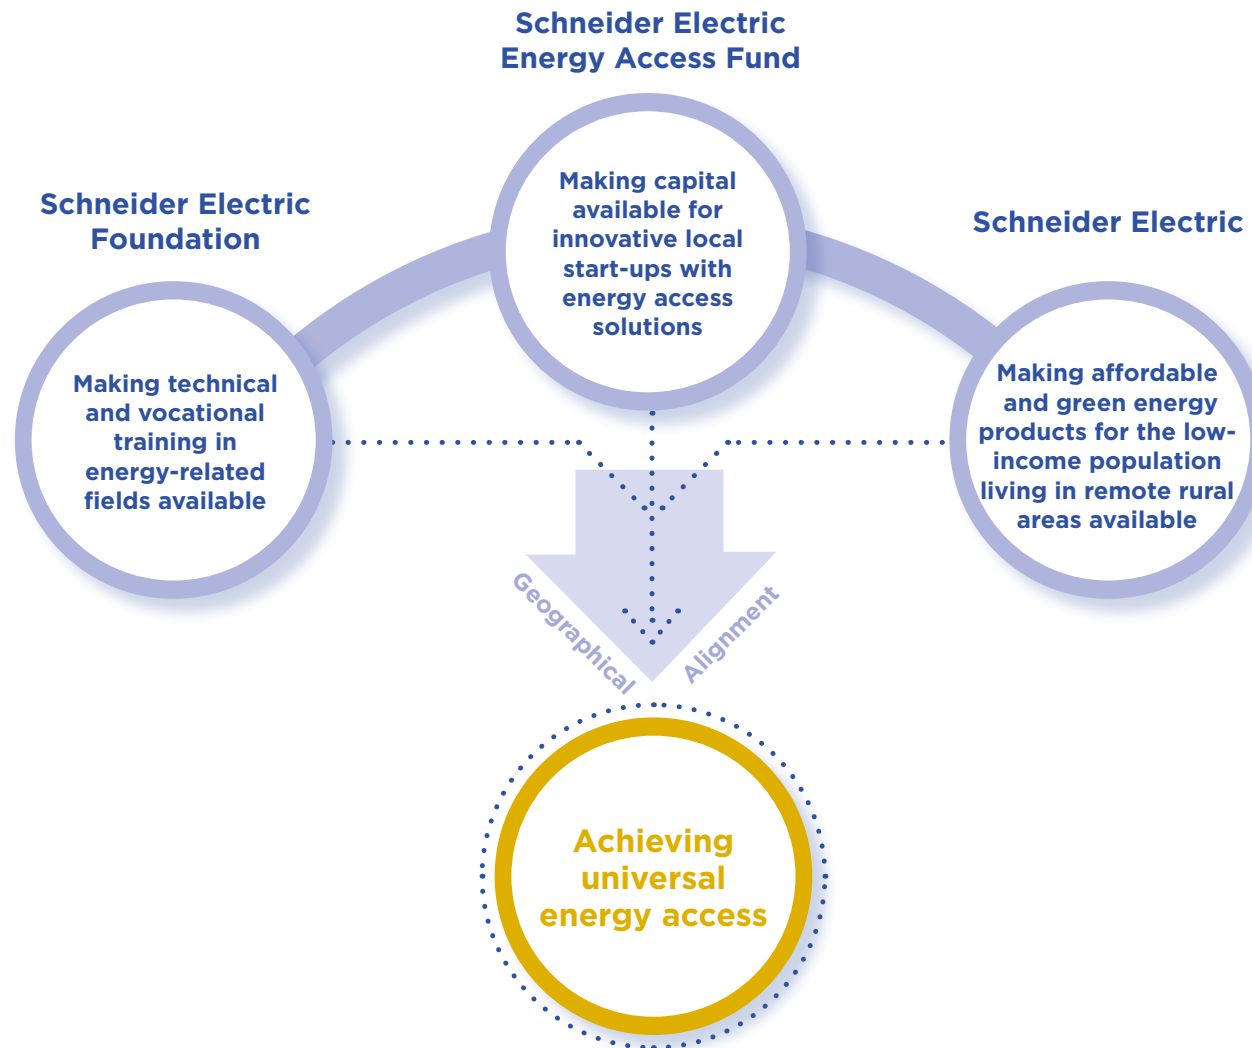 Schneider Electric
Energy Access Fund
Making capital
available for
innovative local
start-ups with
energy access
solutions
Schneider Electric
Foundation
Making technical
and vocational
training in
energy-related
fields available
Schneider Electric
Making affordable
and green energy
products for the low-
income population
living in remote rural
areas available
Geographical
Alignment
Achieving
universal
energy access